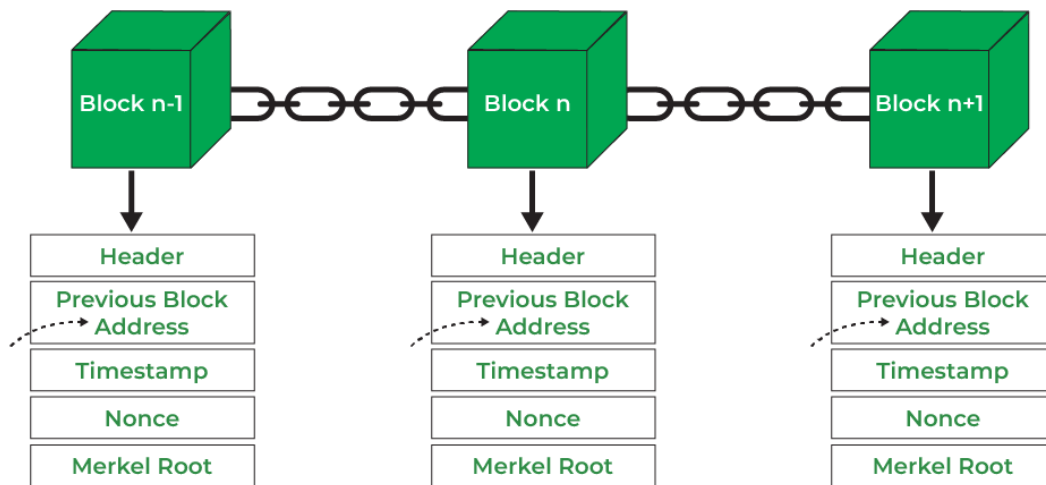 Block n-1
Block n
Block n+1
Header
Previous Block
Address
Timestamp
Nonce
Merkel Root
Header
Previous Block
Address
Timestamp
Nonce
Merkel Root
Header
Previous Block
Address
Timestamp
Nonce
Merkel Root